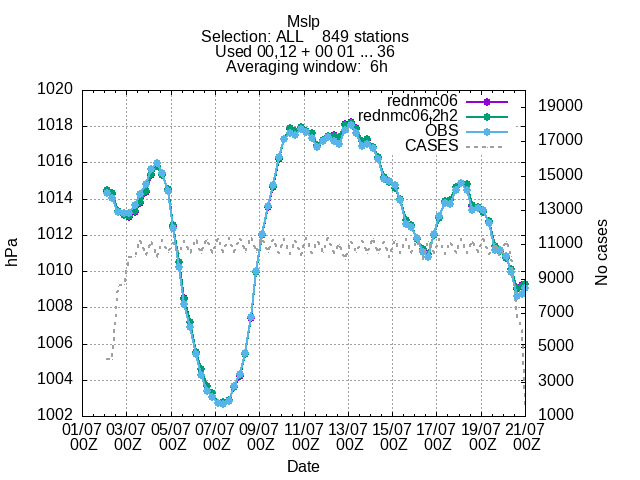 Mslp
Selection: ALL 849 stations
Used 00,12 + 00 01 ... 36
Averaging window: 6h
1020
1018
1016
1014
1012
1010
1008
1006
1004
1002
hPa
rednmc06
rednmc06.2h2
OBS
CASES
19000
17000
15000
13000
11000
9000
7000
5000
3000
1000
No cases
01/07 03/07 05/07 07/07 09/07 11/07 13/07 15/07 17/07 19/07 21/07
00Z 00Z 00Z 00Z 00Z 00Z 00Z 00Z 00Z 00Z 00Z
Date